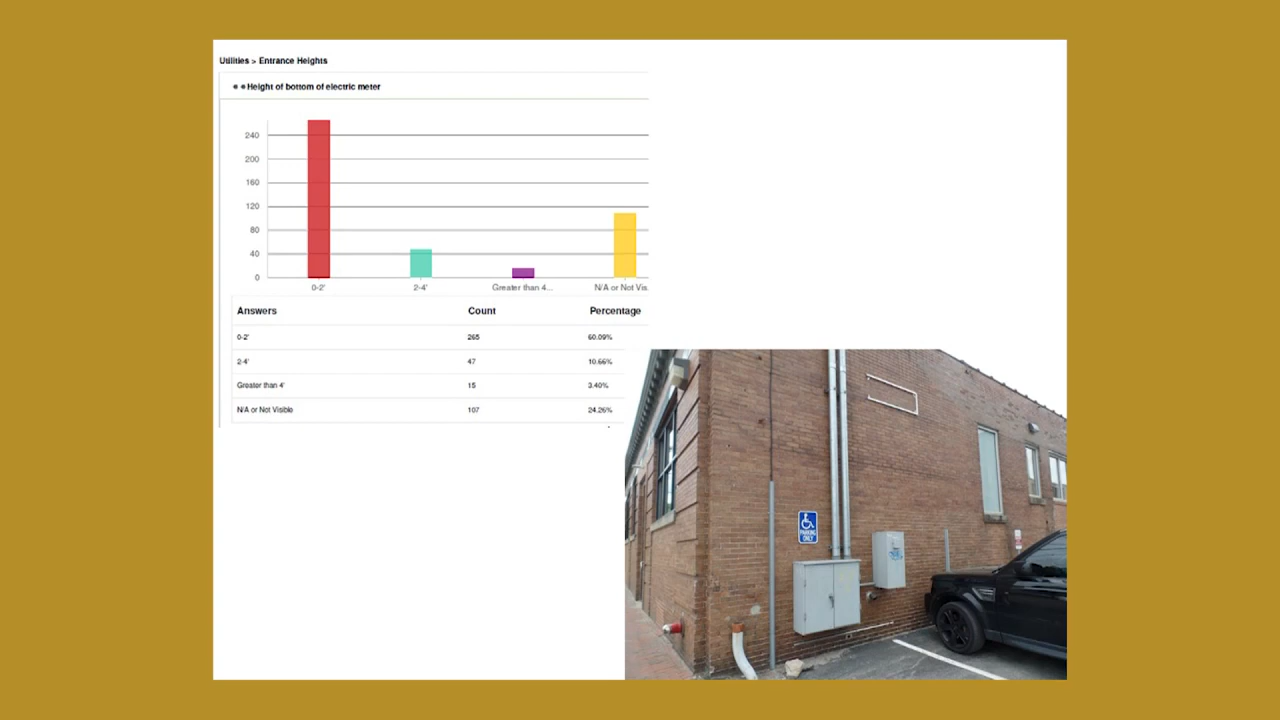 Utilities > Entrance Heights
Height of bottom of electric meter
240
200
160
120
80
40
0
0-2' 2-4' Greater than 4... N/A or Not Vis.
Answers Count Percentage
0-2' 265 60.09%
2-4' 47 10.66%
Greater than 4' 15 3.40%
N/A or Not Visible 107 24.26%
PARKING
ONLY